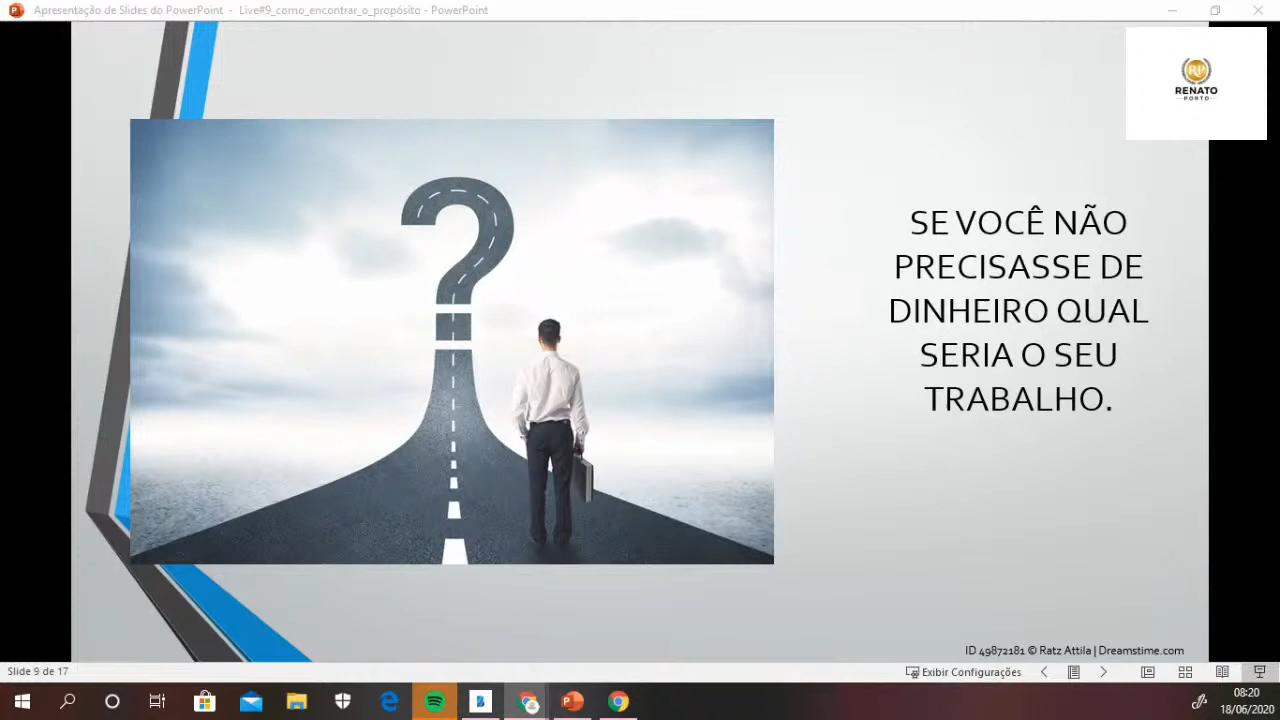 Apresentação de Slides do PowerPoint - Live#9_como_encontrar_o_propósito - PowerPoint
RP
RENATO
PORTO
SE VOCÊ NÃO
PRECISASSE DE
DINHEIRO QUAL
SERIA O SEU
TRABALHO.
ID 49872181 © Ratz Attila | Dreamstime.com
Slide 9 de 17
Exibir Configurações
08:20
18/06/2020